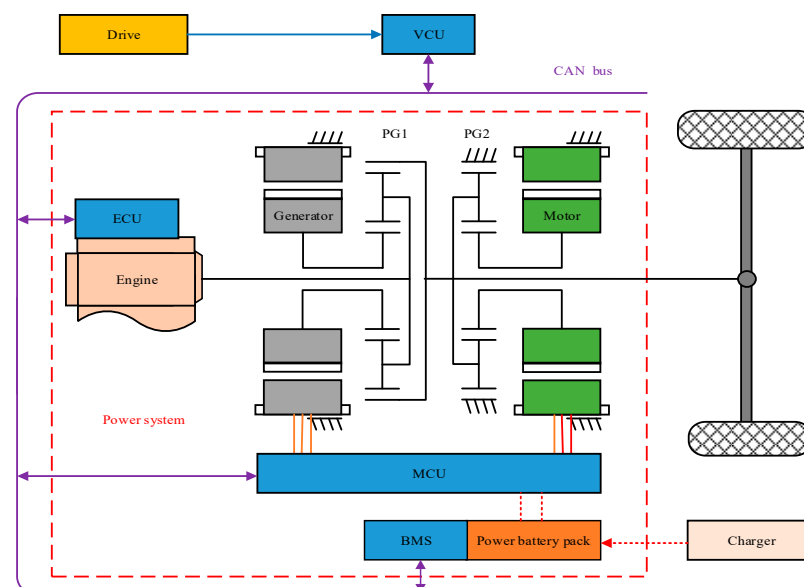 Drive
VCU
CAN bus
PG1
PG2
ECU
Generator
Motor
Engine
Power system
MCU
BMS
Power battery pack
Charger